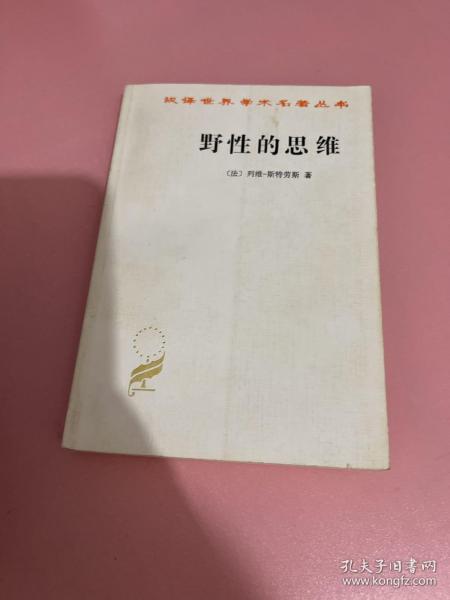 汉译世界学术名著丛书
野性的思维
〔法〕列维-斯特劳斯 著
孔夫子旧书网
www.kongfz.com